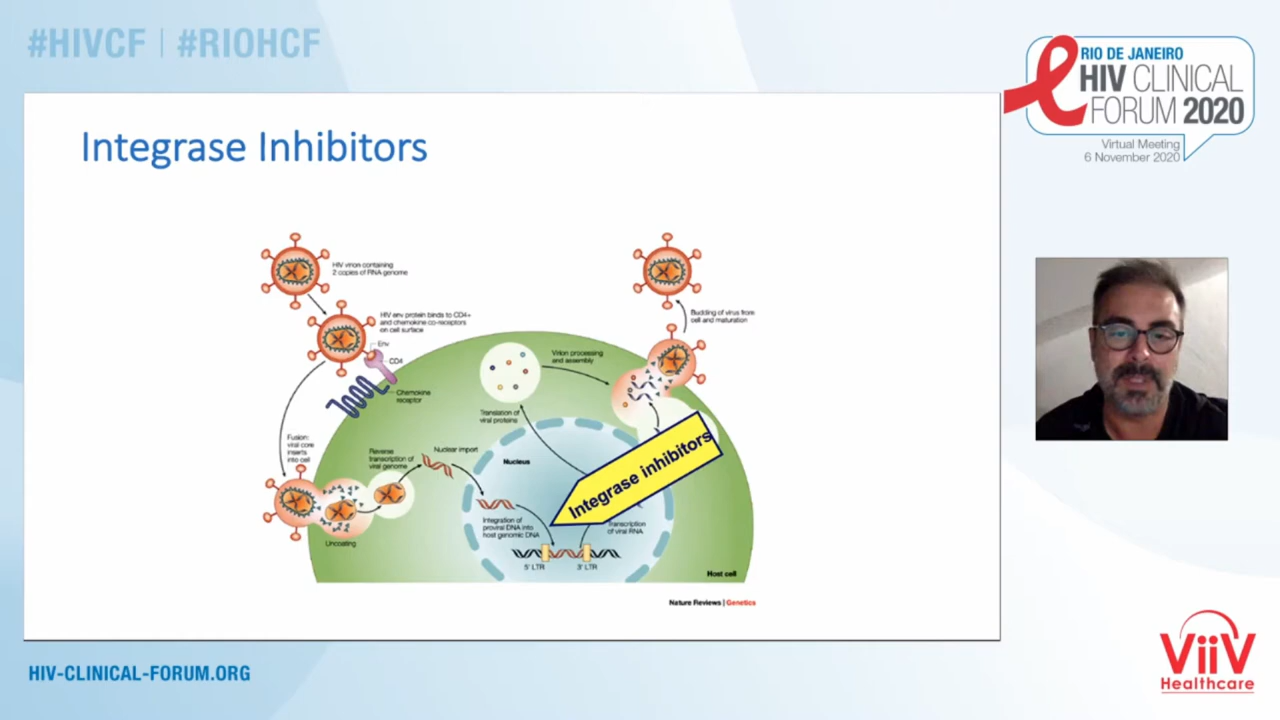 #HIVCF | #RIOHCF
RIO DE JANEIRO
HIV CLINICAL
FORUM 2020
Virtual Meeting
6 November 2020
Integrase Inhibitors
HIV virion containing
2 copies of RNA genome
HIV env protein binds to CD4+
and chemokine co-receptors
on cell surface
Env
CD4
Chemokine
receptor
Budding of virus from
cell and maturation
Virion processing
and assembly
Translation of
viral proteins
Fusion:
viral core
inserts
into cell
Reverse
transcription of
viral genome
Nuclear import
Nucleus
Integrase inhibitors
Integration of
proviral DNA into
host genomic DNA
Transcription
of viral RNA
Uncoating
5' LTR
3' LTR
Host cell
Nature Reviews | Genetics
HIV-CLINICAL-FORUM.ORG
ViiV
Healthcare